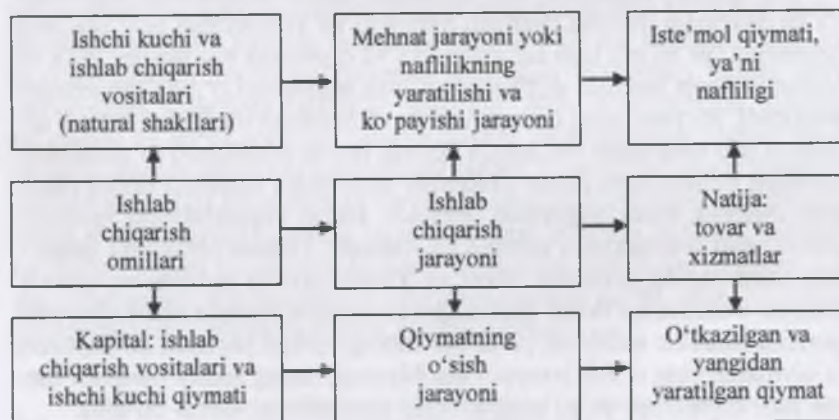 Ishchi kuchi va
ishlab chiqarish
vositalari
(natural shakllari)
Mehnat jarayoni yoki
naflilikning
yaratilishi va
ko‘payishi jarayoni
Iste’mol qiymati,
ya’ni
nafliligi
Ishlab
chiqarish
omillari
Ishlab
chiqarish
jarayoni
Natija:
tovar va
xizmatlar
Kapital: ishlab
chiqarish vositalari va
ishchi kuchi qiymati
Qiymatning
o‘sish
jarayoni
O‘tkazilgan va
yangidan
yaratilgan qiymat